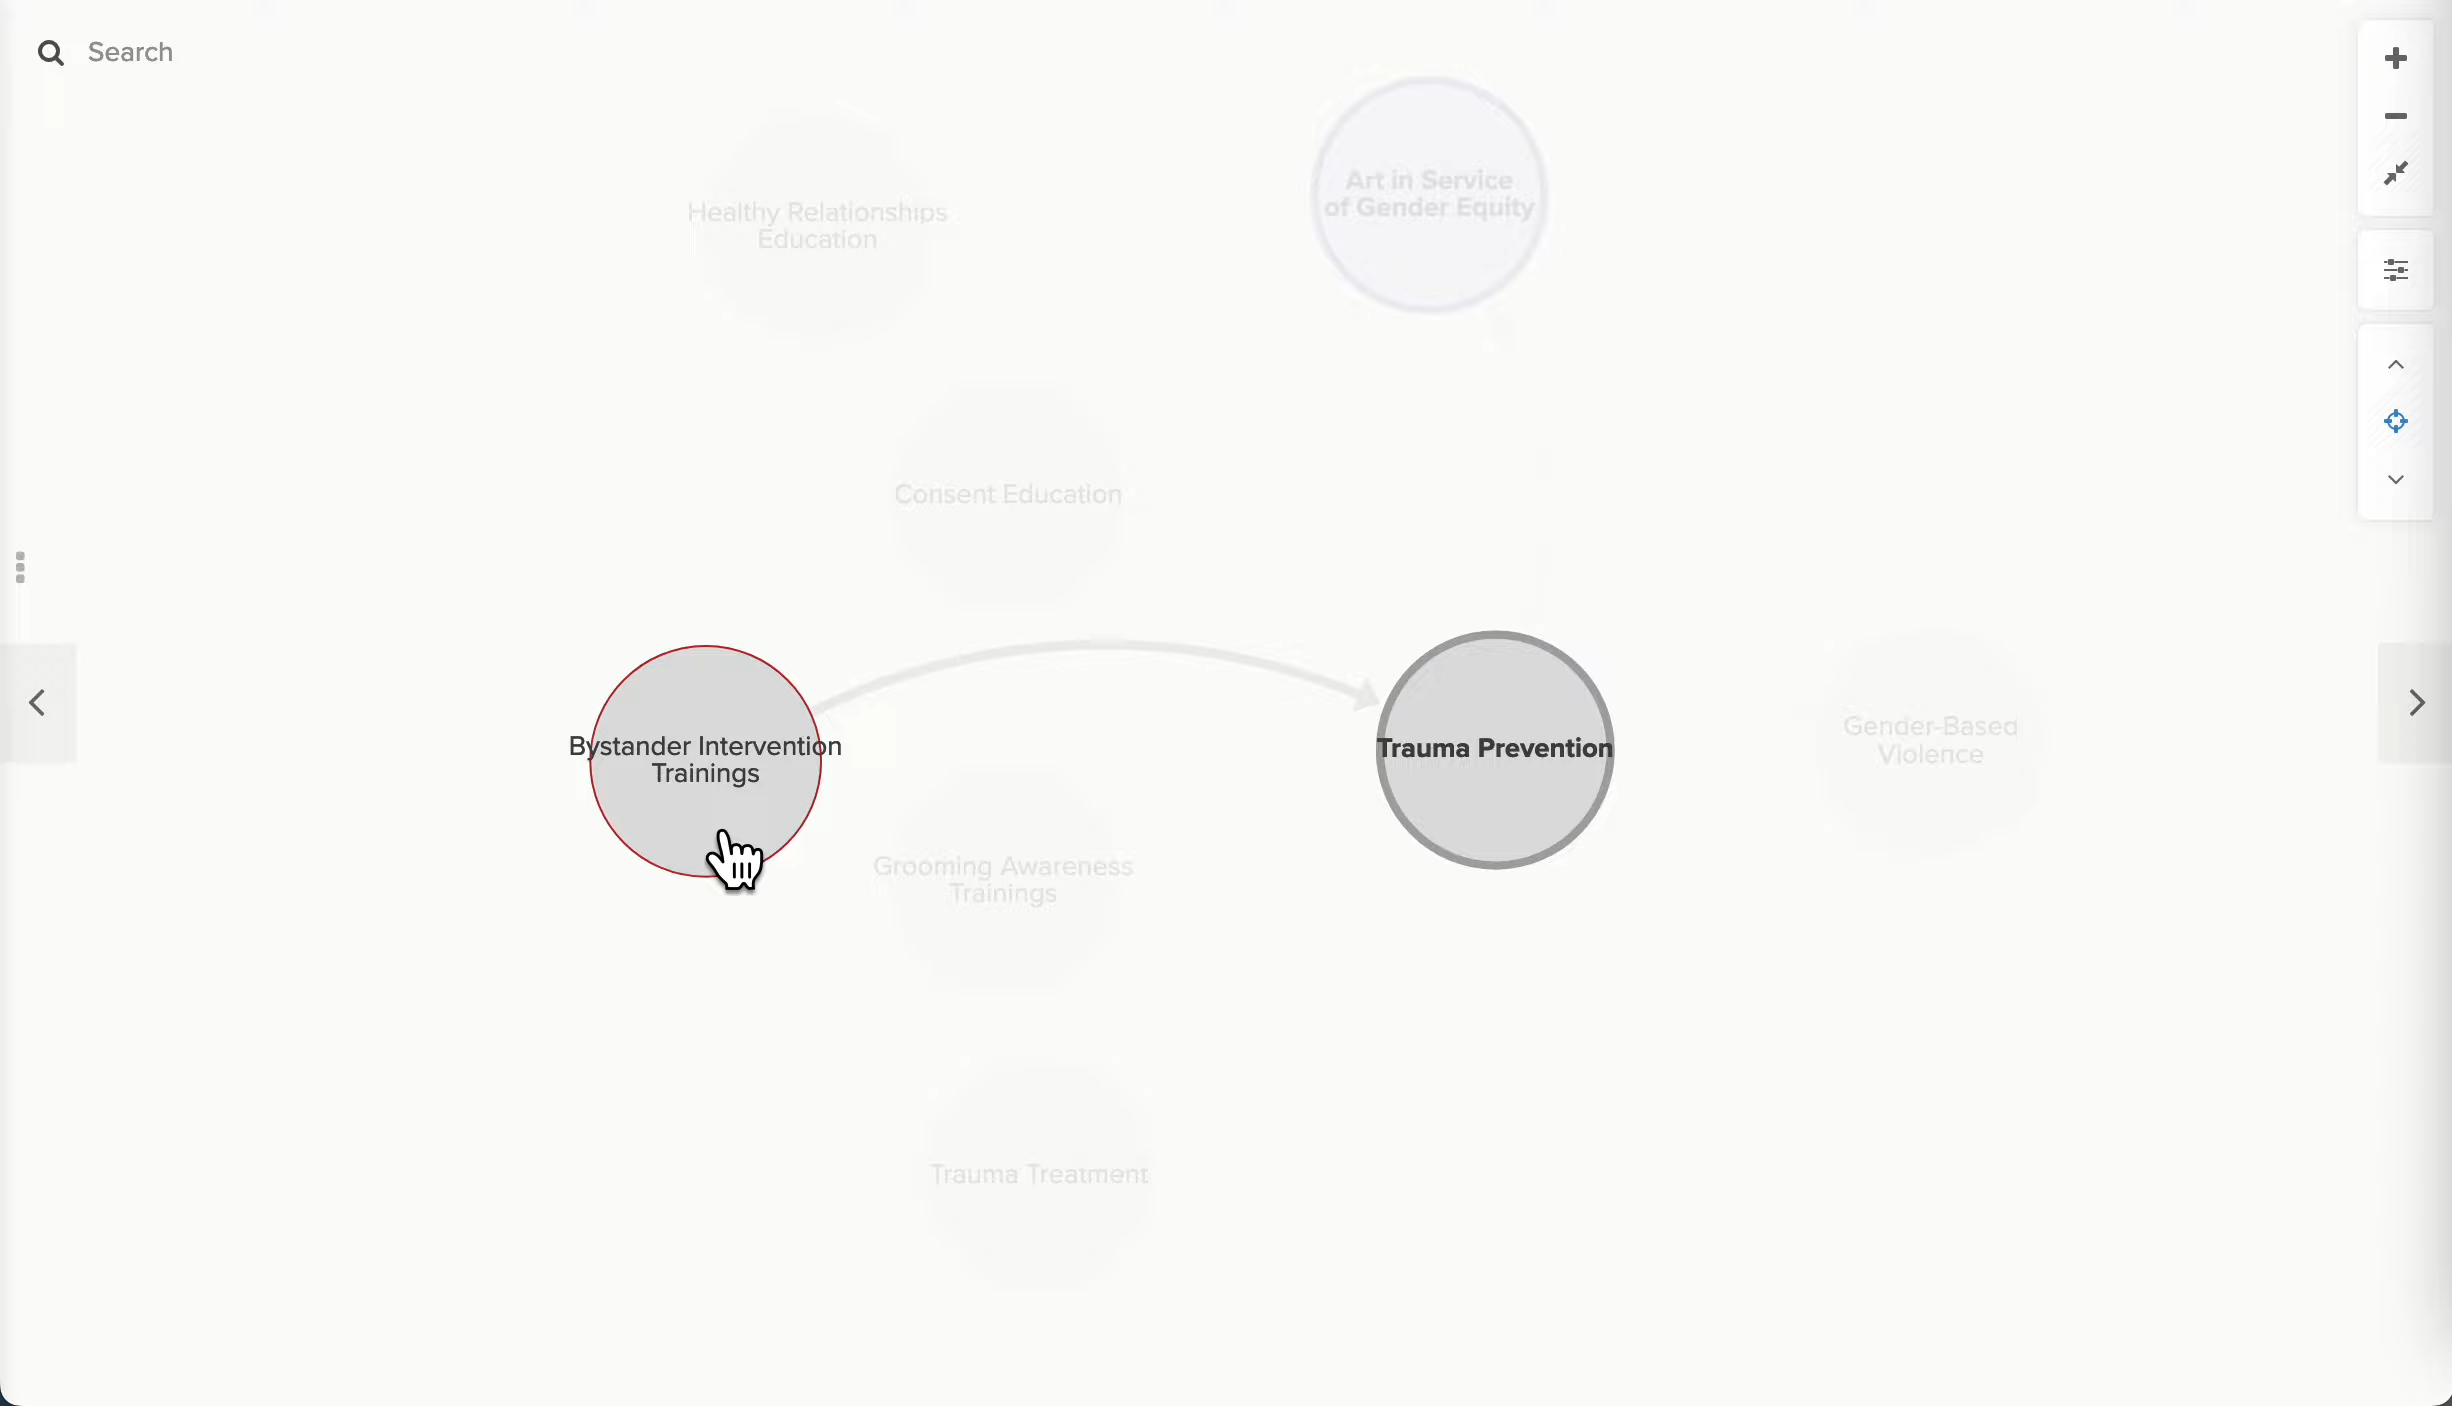 Search
Art in Service
of Gender Equity
Healthy Relationships
Education
Consent Education
Bystander Intervention
Trainings
Trauma Prevention
Gender-Based
Violence
Grooming Awareness
Trainings
Trauma Treatment